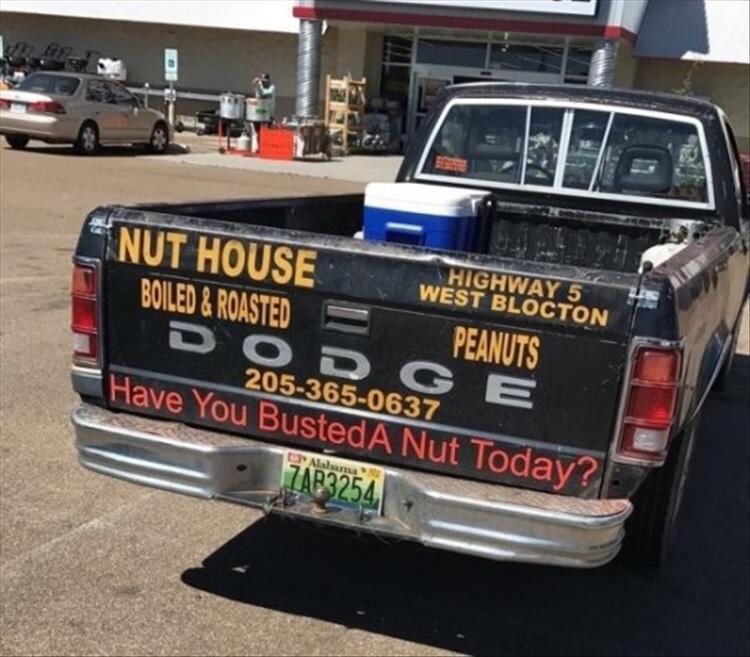 NUT HOUSE
HIGHWAY 5
WEST BLOCTON
BOILED & ROASTED
PEANUTS
DODGE
205-365-0637
Have You BustedA Nut Today?
Alabama
7AB3254